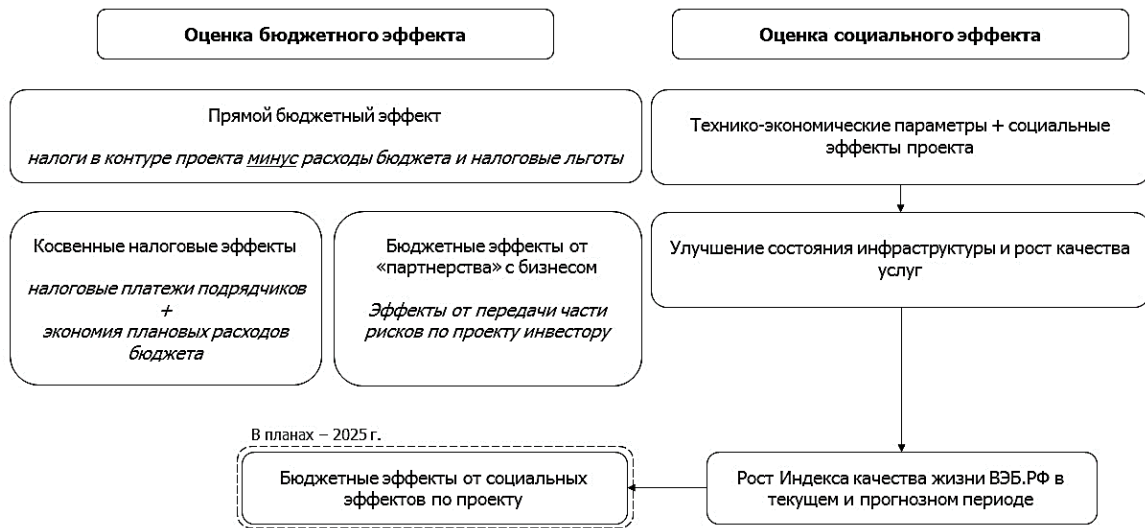 Оценка бюджетного эффекта
Прямой бюджетный эффект
налоги в контуре проекта минус расходы бюджета и налоговые льготы
Косвенные налоговые эффекты
налоговые платежи подрядчиков
+
экономия плановых расходов
бюджета
Бюджетные эффекты от
«партнерства» с бизнесом
Эффекты от передачи части
рисков по проекту инвестору
Оценка социального эффекта
Технико-экономические параметры + социальные
эффекты проекта
Улучшение состояния инфраструктуры и рост качества
услуг
Рост Индекса качества жизни ВЭБ.РФ в
текущем и прогнозном периоде
В планах – 2025 г.
Бюджетные эффекты от социальных
эффектов по проекту